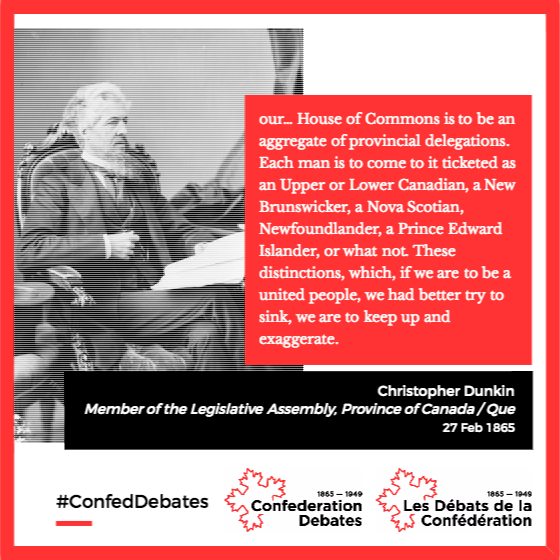 our... House of Commons is to be an
aggregate of provincial delegations.
Each man is to come to it ticketed as
an Upper or Lower Canadian, a New
Brunswicker, a Nova Scotian,
Newfoundlander, a Prince Edward
Islander, or what not. These
distinctions, which, if we are to be a
united people, we had better try to
sink, we are to keep up and
exaggerate.
Christopher Dunkin
Member of the Legislative Assembly, Province of Canada / Que
27 Feb 1865
#ConfedDebates
1865 — 1949
Confederation
Debates
1865 — 1949
Les Débats de la
Confédération